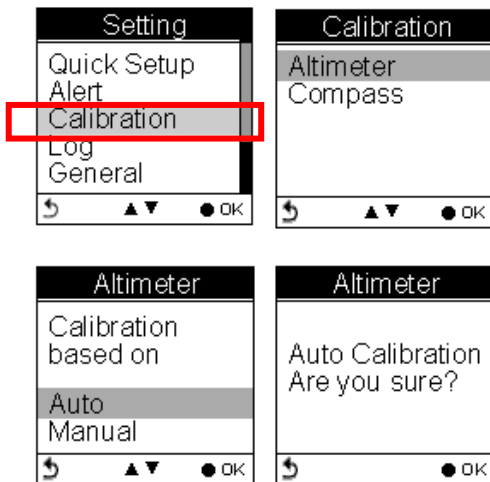 Setting
Quick Setup
Alert
Calibration
Log
General
OK
Calibration
Altimeter
Compass
OK
Altimeter
Calibration
based on
Auto
Manual
OK
Altimeter
Auto Calibration
Are you sure?
OK